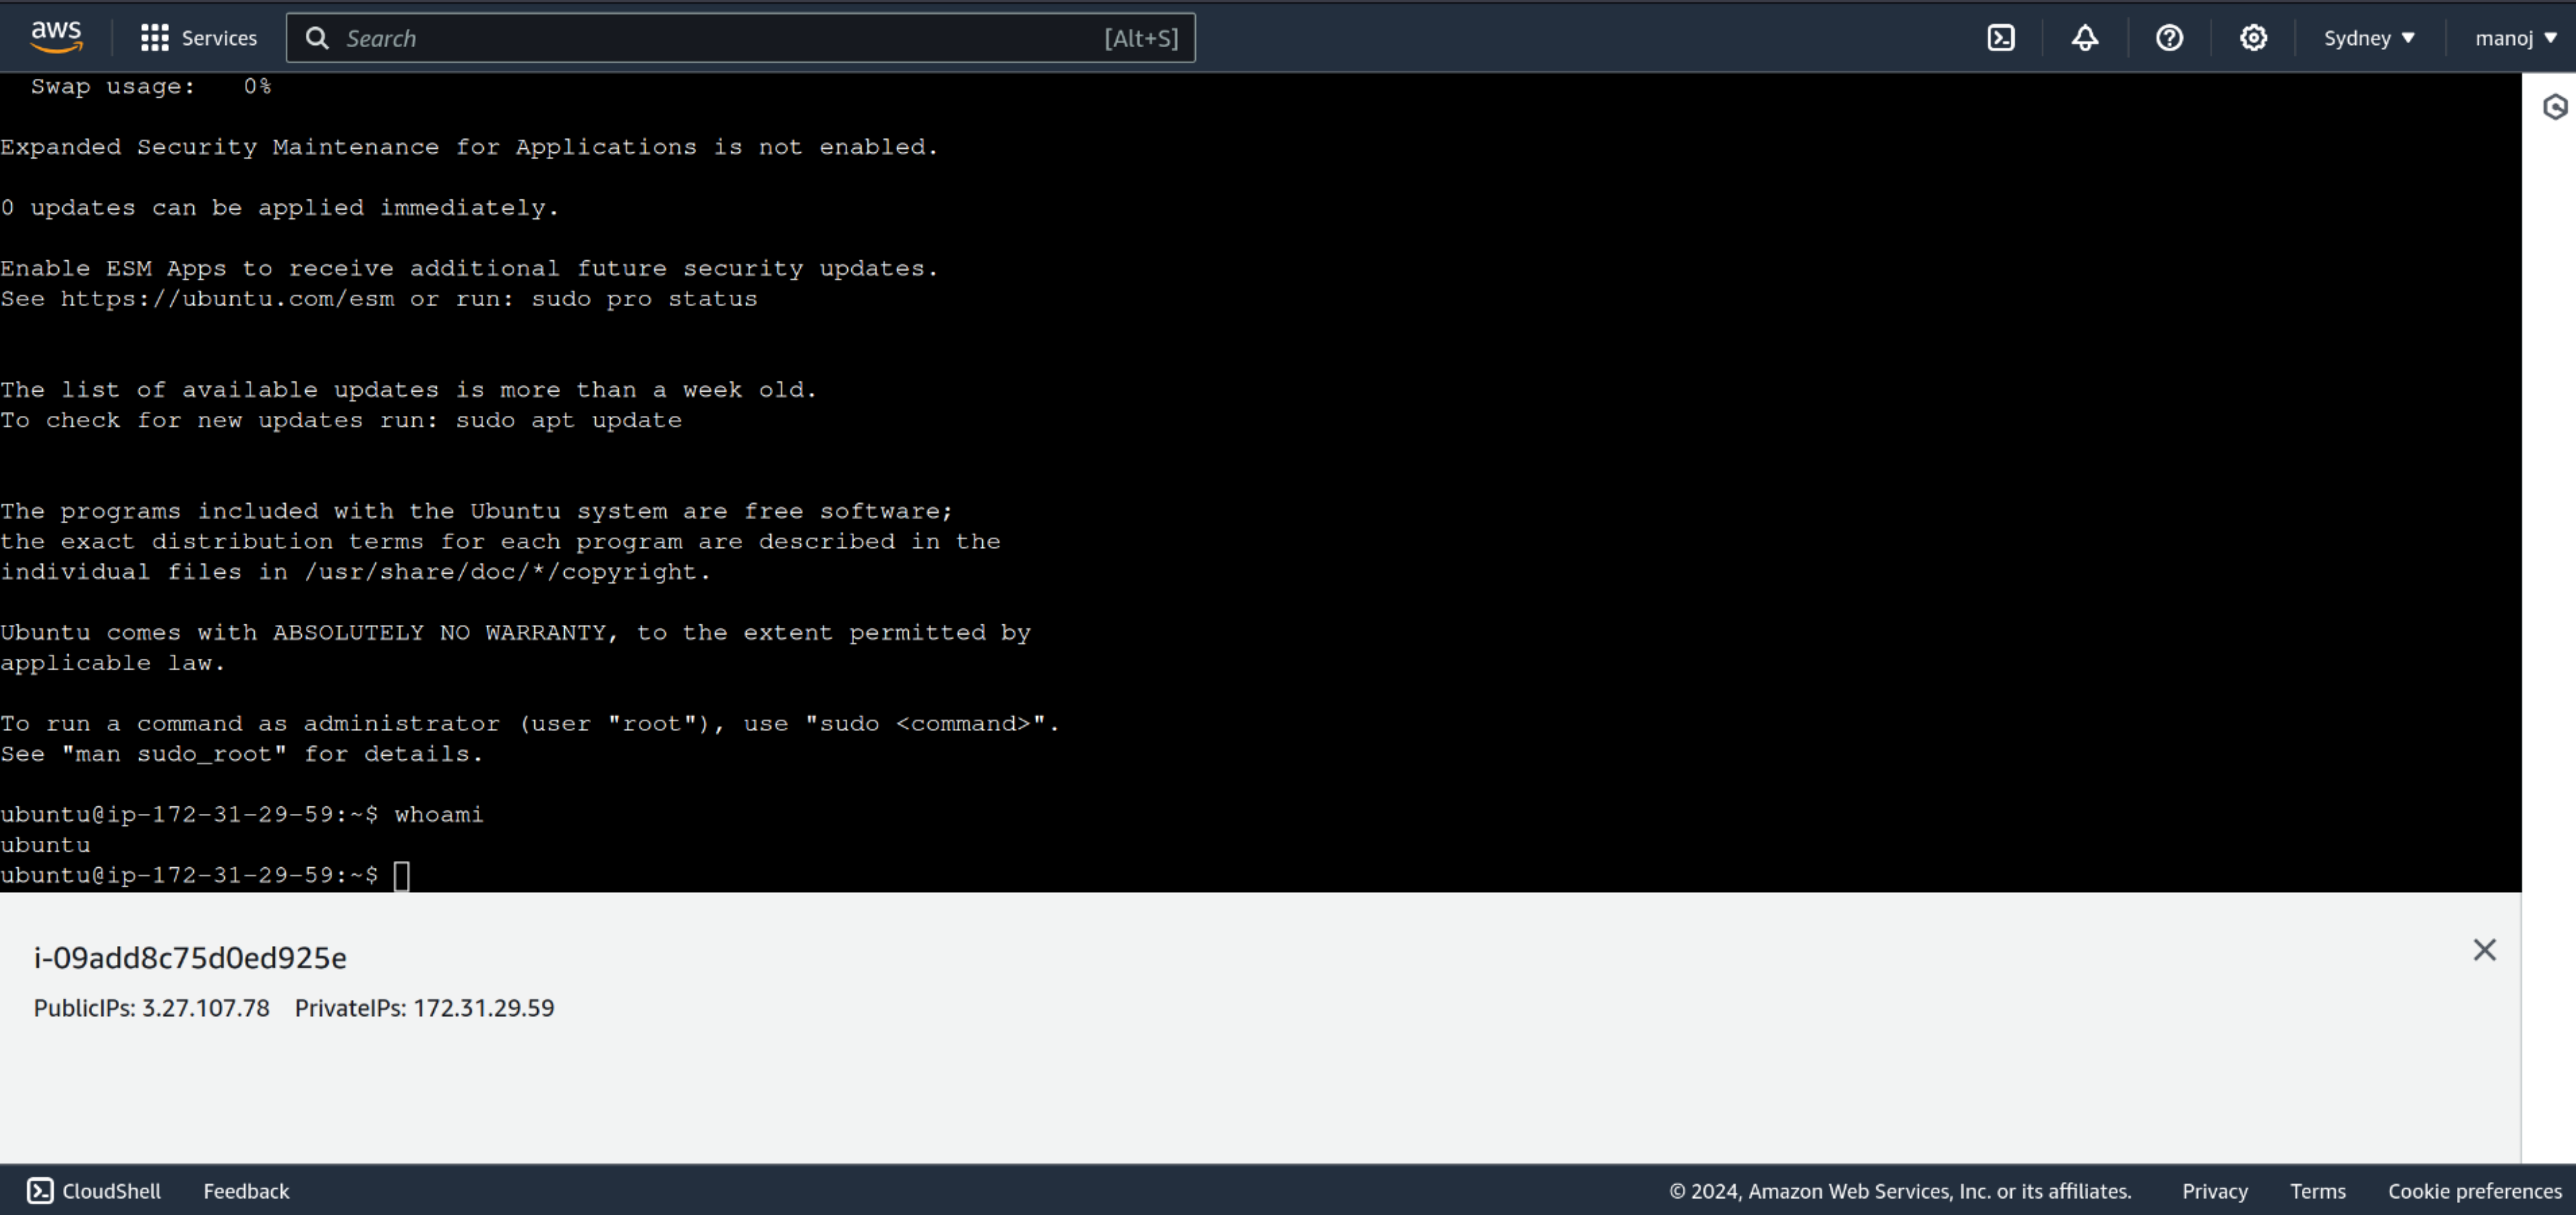 aws Services Search [Alt+S] Sydney manoj
Swap usage: 0%
Expanded Security Maintenance for Applications is not enabled.
0 updates can be applied immediately.
Enable ESM Apps to receive additional future security updates.
See https://ubuntu.com/esm or run: sudo pro status
The list of available updates is more than a week old.
To check for new updates run: sudo apt update
The programs included with the Ubuntu system are free software;
the exact distribution terms for each program are described in the
individual files in /usr/share/doc/*/copyright.
Ubuntu comes with ABSOLUTELY NO WARRANTY, to the extent permitted by
applicable law.
To run a command as administrator (user "root"), use "sudo <command>".
See "man sudo_root" for details.
ubuntu@ip-172-31-29-59:~$ whoami
ubuntu
ubuntu@ip-172-31-29-59:~$
i-09add8c75d0ed925e
PublicIPs: 3.27.107.78 PrivateIPs: 172.31.29.59
CloudShell Feedback © 2024, Amazon Web Services, Inc. or its affiliates. Privacy Terms Cookie preferences